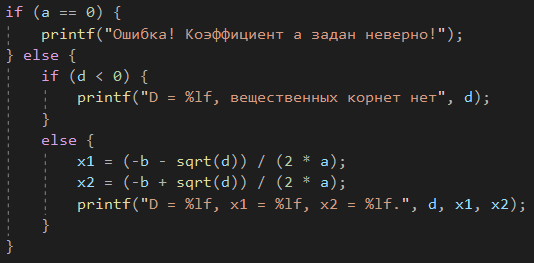 if (a == 0) {
printf("Ошибка! Коэффициент а задан неверно!");
} else {
if (d < 0) {
printf("D = %lf, вещественных корнет нет", d);
}
else {
x1 = (-b - sqrt(d)) / (2 * a);
x2 = (-b + sqrt(d)) / (2 * a);
printf("D = %lf, x1 = %lf, x2 = %lf.", d, x1, x2);
}
}